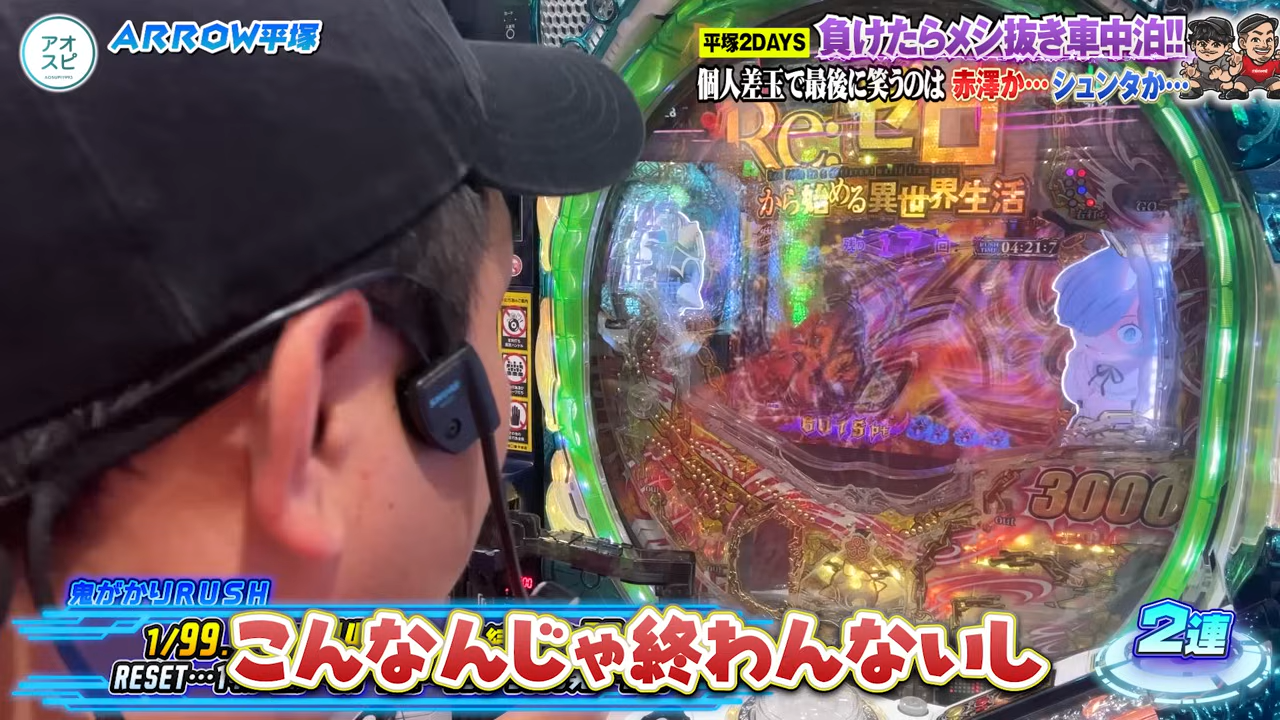 アオ
スピ
ARROW平塚
平塚2DAYS
負けたらメシ抜き車中泊!!
個人差玉で最後に笑うのは 赤澤か… シュンタか…
Re:ゼロ
から始める異世界生活
04:21:7
3000
鬼がかりRUSH
1/99.
RESET…1
こんなんじゃ終わんないし
2連